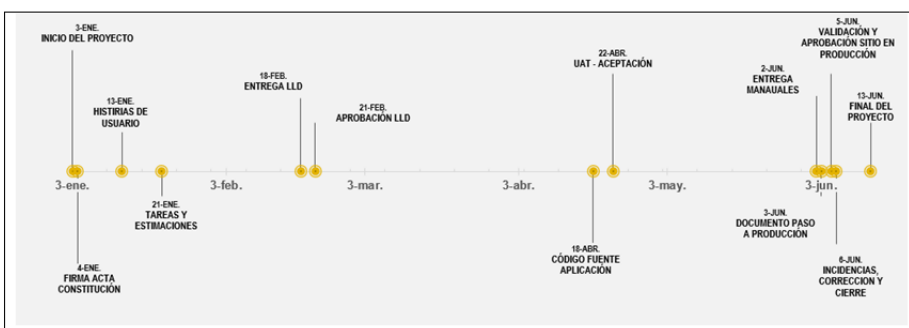 3-ENE.
INICIO DEL PROYECTO
13-ENE.
HISTIRIAS DE
USUARIO
18-FEB.
ENTREGA LLD
21-FEB.
APROBACIÓN LLD
22-ABR.
UAT - ACEPTACIÓN
2-JUN.
ENTREGA
MANAUALES
5-JUN.
VALIDACIÓN Y
APROBACIÓN SITIO EN
PRODUCCIÓN
13-JUN.
FINAL DEL
PROYECTO
3-ene.
3-feb.
3-mar.
3-abr.
3-may.
3-jun.
4-ENE.
FIRMA ACTA
CONSTITUCIÓN
21-ENE.
TAREAS Y
ESTIMACIONES
18-ABR.
CÓDIGO FUENTE
APLICACIÓN
3-JUN.
DOCUMENTO PASO
A PRODUCCIÓN
6-JUN.
INCIDENCIAS,
CORRECCION Y
CIERRE